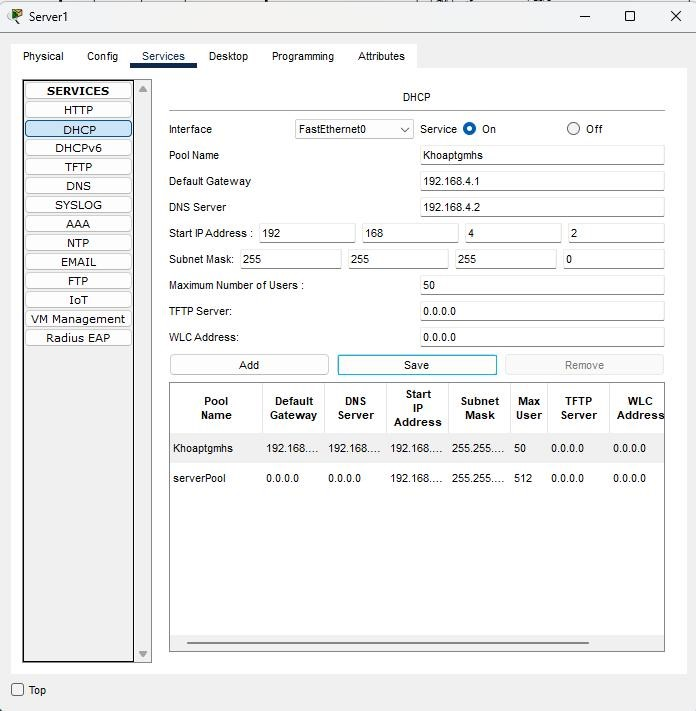 Server1
Physical Config Services Desktop Programming Attributes
SERVICES
HTTP
DHCP
DHCPv6
TFTP
DNS
SYSLOG
AAA
NTP
EMAIL
FTP
IoT
VM Management
Radius EAP
DHCP
Interface FastEthernet0 Service On Off
Pool Name Khoaptgmhs
Default Gateway 192.168.4.1
DNS Server 192.168.4.2
Start IP Address : 192 168 4 2
Subnet Mask: 255 255 255 0
Maximum Number of Users : 50
TFTP Server: 0.0.0.0
WLC Address: 0.0.0.0
Add Save Remove
Pool Name Default Gateway DNS Server Start IP Address Subnet Mask Max User TFTP Server WLC Address
Khoaptgmhs 192.168.... 192.168.... 192.168.... 255.255.... 50 0.0.0.0 0.0.0.0
serverPool 0.0.0.0 0.0.0.0 192.168.... 255.255.... 512 0.0.0.0 0.0.0.0
Top